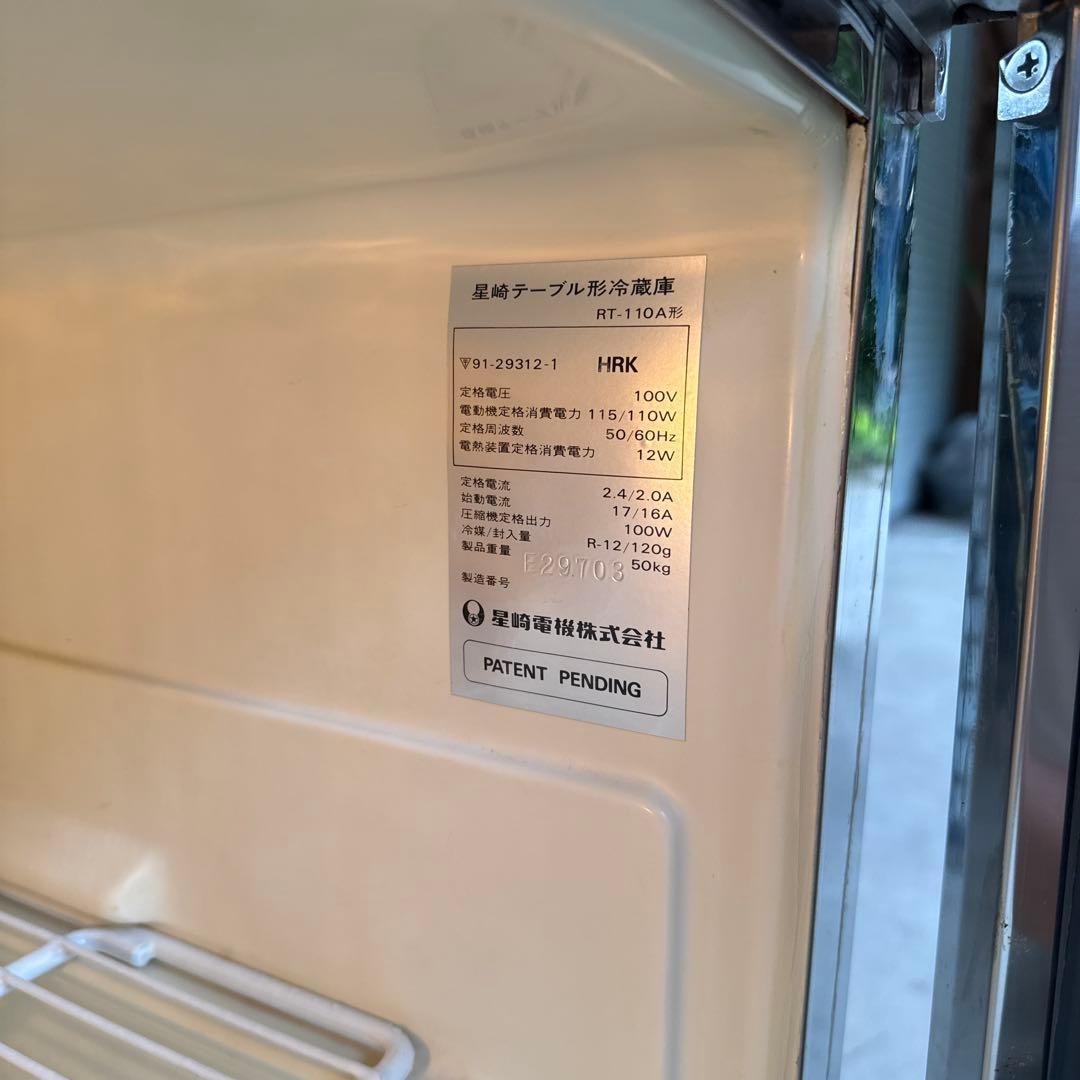 星崎テーブル形冷蔵庫
RT-110A形
91-29312-1 HRK
定格電圧 100V
電動機定格消費電力 115/110W
定格周波数 50/60Hz
電熱装置定格消費電力 12W
定格電流 2.4/2.0A
始動電流 17/16A
圧縮機定格出力 100W
冷媒/封入量 R-12/120g
製品重量 50kg
製造番号 E29703
星崎電機株式会社
PATENT PENDING